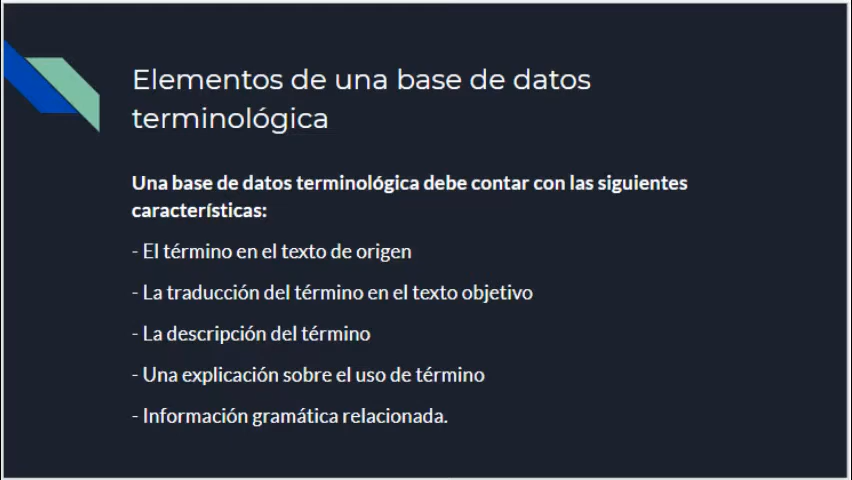 Elementos de una base de datos
terminológica
Una base de datos terminológica debe contar con las siguientes
características:
- El término en el texto de origen
- La traducción del término en el texto objetivo
- La descripción del término
- Una explicación sobre el uso de término
- Información gramática relacionada.